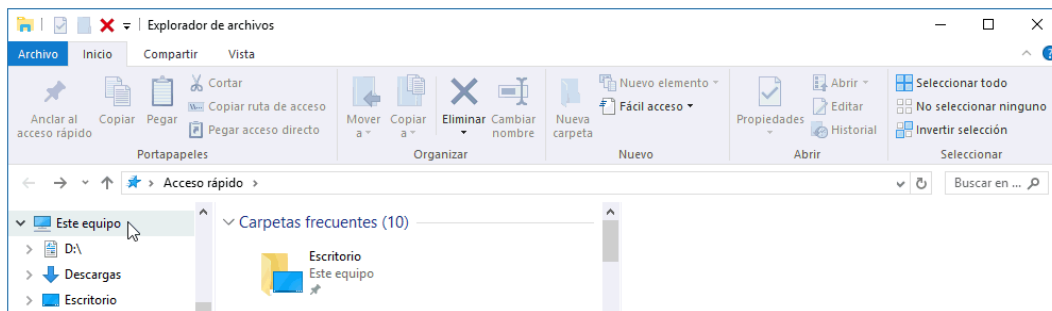 Explorador de archivos
Archivo Inicio Compartir Vista
Anclar al acceso rápido
Copiar
Pegar
Cortar
Copiar ruta de acceso
Pegar acceso directo
Portapapeles
Mover a
Copiar a
Eliminar
Cambiar nombre
Organizar
Nueva carpeta
Nuevo elemento
Fácil acceso
Nuevo
Propiedades
Abrir
Editar
Historial
Abrir
Seleccionar todo
No seleccionar ninguno
Invertir selección
Seleccionar
Acceso rápido
Buscar en ...
Este equipo
D:\
Descargas
Escritorio
Carpetas frecuentes (10)
Escritorio
Este equipo